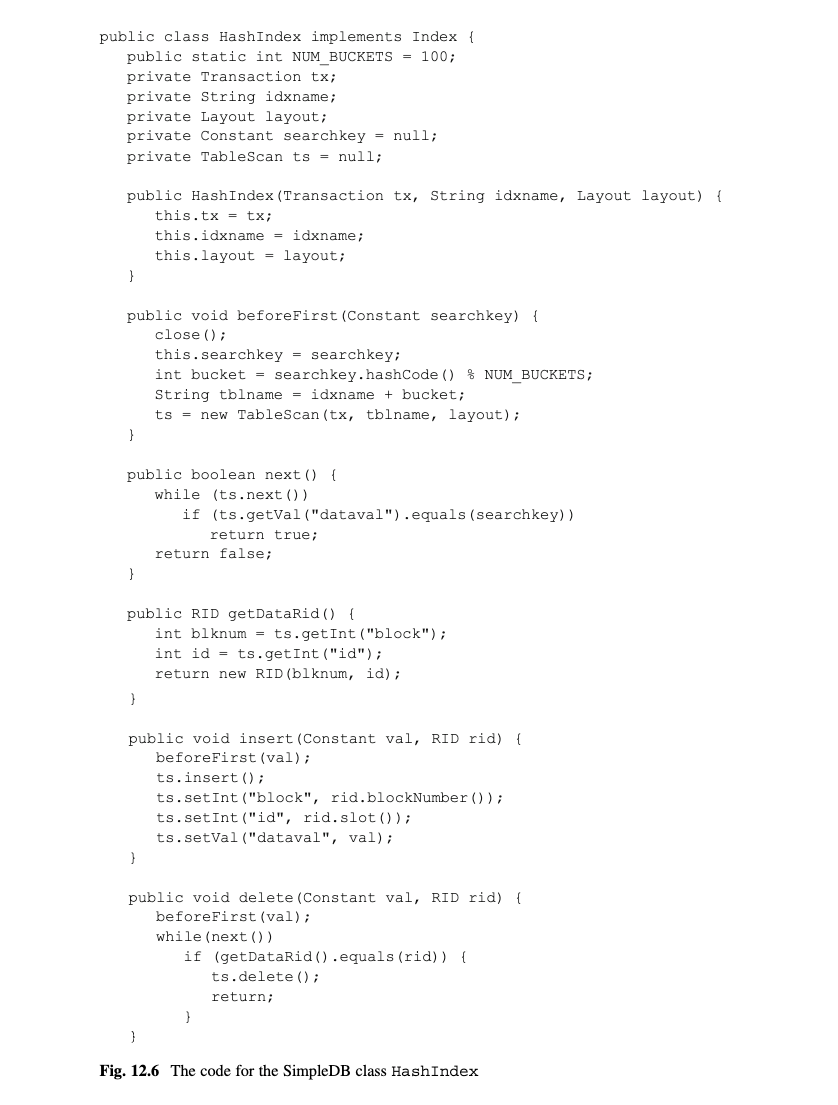 public class HashIndex implements Index {
   public static int NUM_BUCKETS = 100;
   private Transaction tx;
   private String idxname;
   private Layout layout;
   private Constant searchkey = null;
   private TableScan ts = null;

   public HashIndex(Transaction tx, String idxname, Layout layout) {
      this.tx = tx;
      this.idxname = idxname;
      this.layout = layout;
   }

   public void beforeFirst(Constant searchkey) {
      close();
      this.searchkey = searchkey;
      int bucket = searchkey.hashCode() % NUM_BUCKETS;
      String tblname = idxname + bucket;
      ts = new TableScan(tx, tblname, layout);
   }

   public boolean next() {
      while (ts.next())
         if (ts.getVal("dataval").equals(searchkey))
            return true;
      return false;
   }

   public RID getDataRid() {
      int blknum = ts.getInt("block");
      int id = ts.getInt("id");
      return new RID(blknum, id);
   }

   public void insert(Constant val, RID rid) {
      beforeFirst(val);
      ts.insert();
      ts.setInt("block", rid.blockNumber());
      ts.setInt("id", rid.slot());
      ts.setVal("dataval", val);
   }

   public void delete(Constant val, RID rid) {
      beforeFirst(val);
      while(next())
         if (getDataRid().equals(rid)) {
            ts.delete();
            return;
         }
   }
Fig. 12.6 The code for the SimpleDB class HashIndex